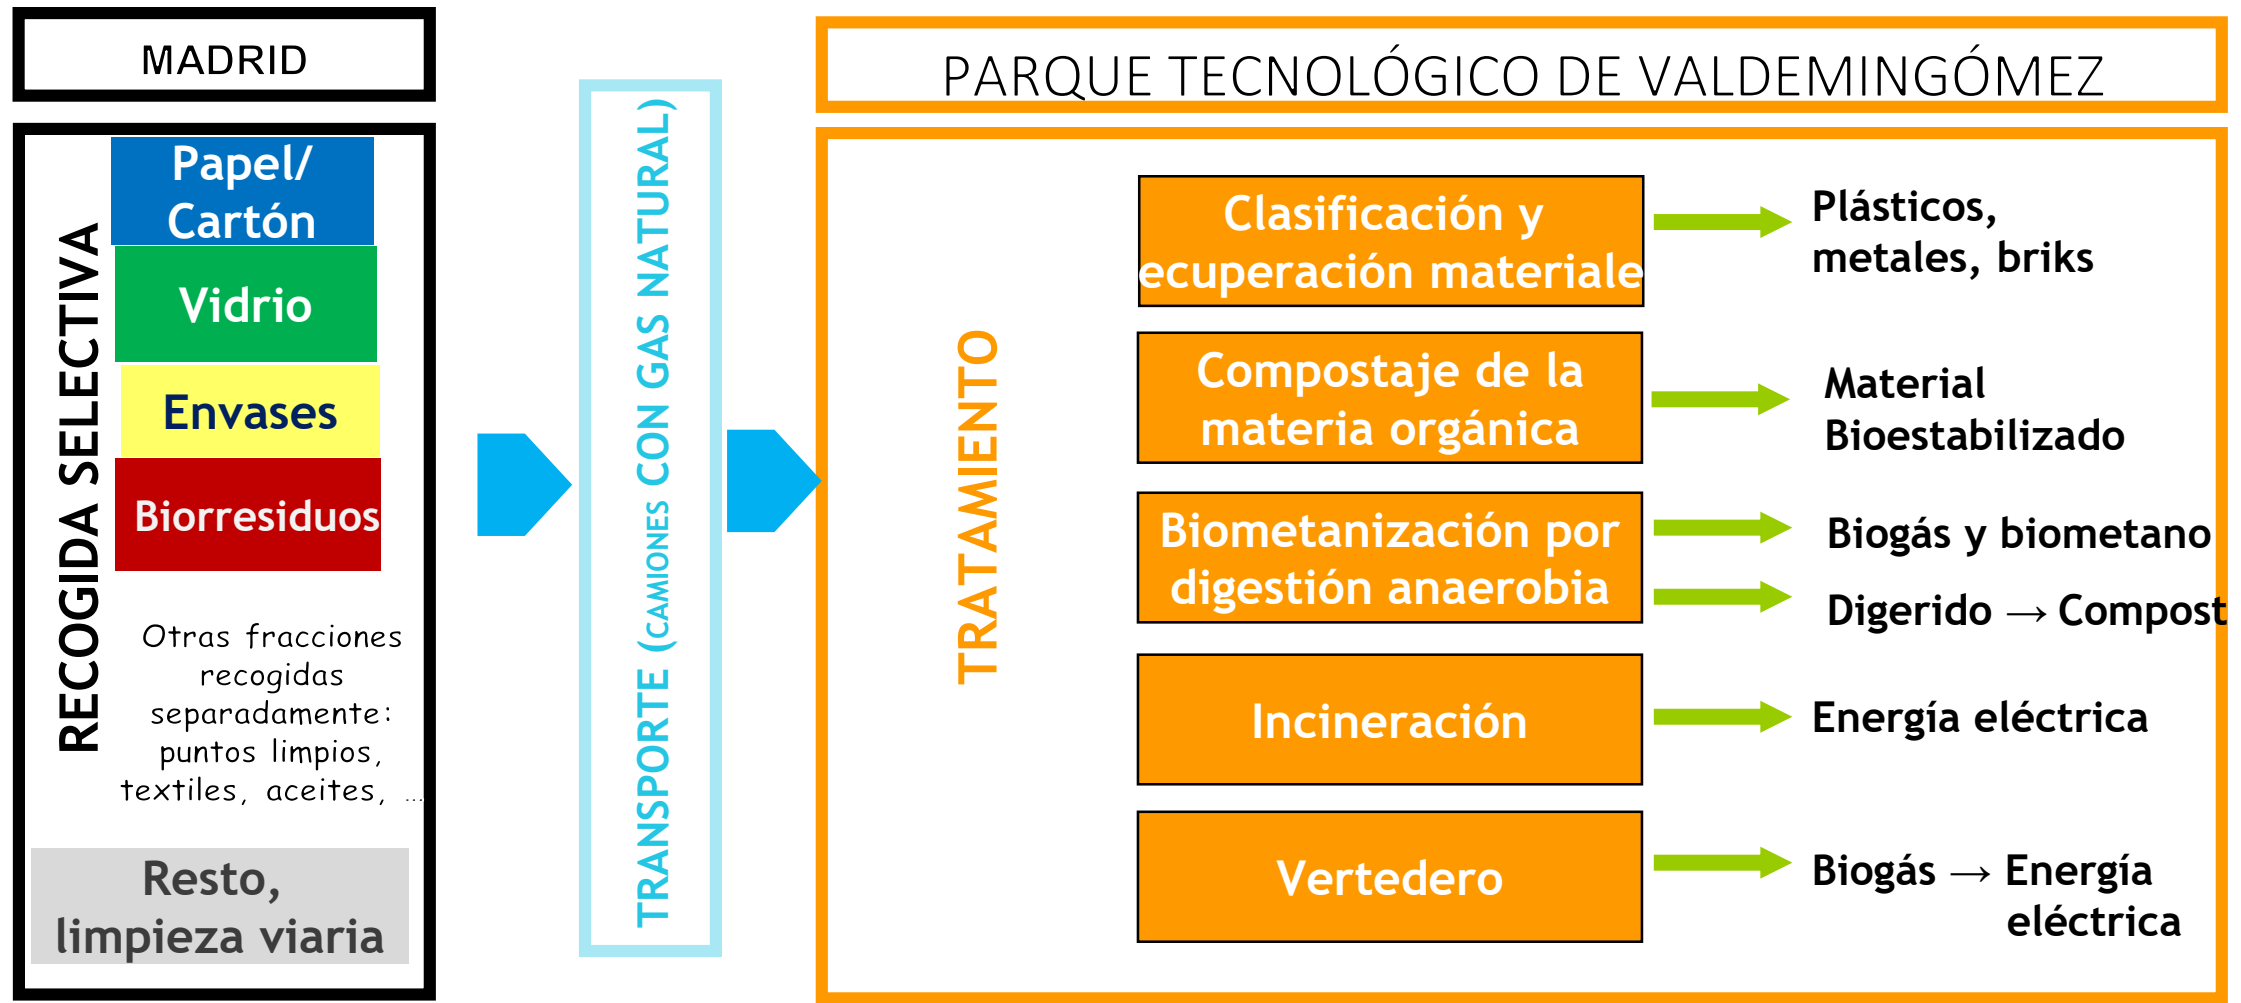 MADRID
RECOGIDA SELECTIVA
Papel/
Cartón
Vidrio
Envases
Biorresiduos
Otras fracciones
recogidas
separadamente:
puntos limpios,
textiles, aceites, ...
Resto,
limpieza viaria
TRANSPORTE (CAMIONES CON GAS NATURAL)
PARQUE TECNOLÓGICO DE VALDEMINGÓMEZ
TRATAMIENTO
Clasificación y
ecuperación materiale
Plásticos,
metales, briks
Compostaje de la
materia orgánica
Material
Bioestabilizado
Biometanización por
digestión anaerobia
Biogás y biometano
Digerido → Compost
Incineración
Energía eléctrica
Vertedero
Biogás → Energía
eléctrica